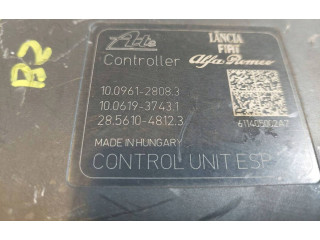 B2
Ate
LANCIA
FIAT
Controller
Alfa Romeo
10.0961-2808.3
10.0619-3743.1
28.5610-4812.3
MADE IN HUNGARY
CONTROL UNIT ESP